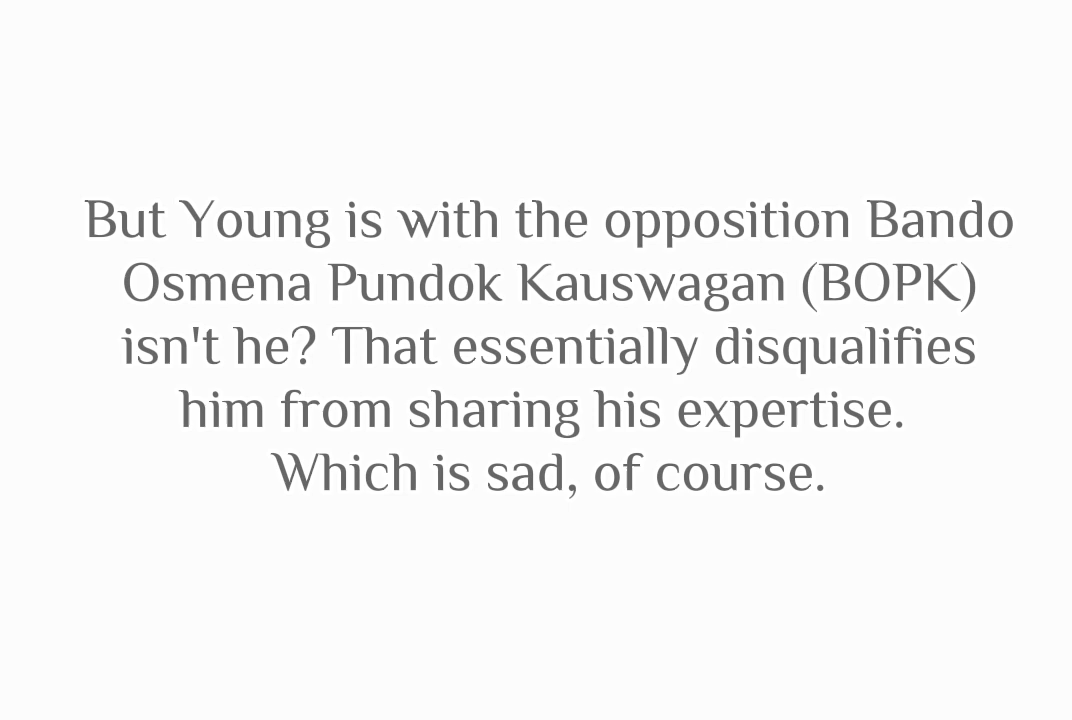 But Young is with the opposition Bando
Osmena Pundok Kauswagan (BOPK)
isn't he? That essentially disqualifies
him from sharing his expertise.
Which is sad, of course.